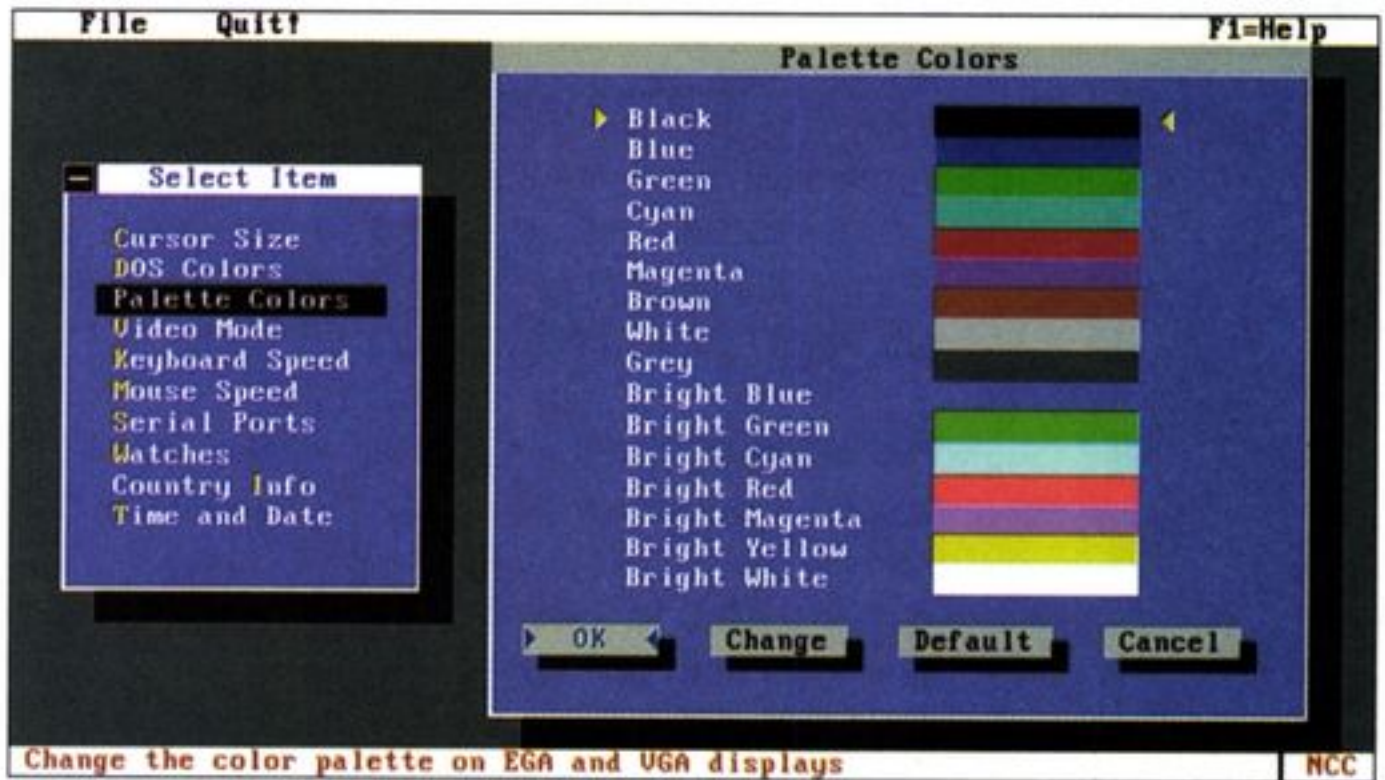 File Quit! F1=Help
Select Item
Cursor Size
DOS Colors
Palette Colors
Video Mode
Keyboard Speed
Mouse Speed
Serial Ports
Watches
Country Info
Time and Date
Palette Colors
Black
Blue
Green
Cyan
Red
Magenta
Brown
White
Grey
Bright Blue
Bright Green
Bright Cyan
Bright Red
Bright Magenta
Bright Yellow
Bright White
OK Change Default Cancel
Change the color palette on EGA and VGA displays NCC